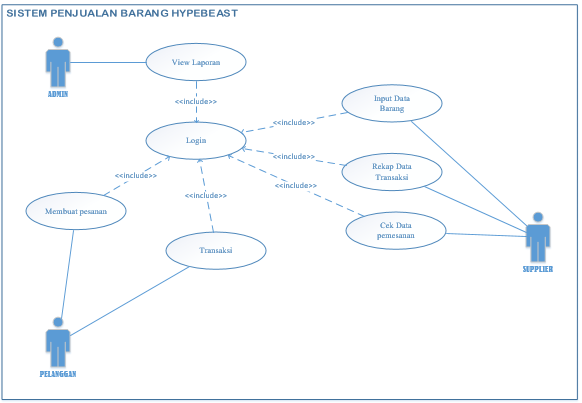 SISTEM PENJUALAN BARANG HYPEBEAST
ADMIN
View Laporan
<<include>>
Input Data
Barang
<<include>>
Login
<<include>>
Rekap Data
Transaksi
<<include>>
<<include>>
<<include>>
Membuat pesanan
Cek Data
pemesanan
Transaksi
SUPPLIER
PELANGGAN